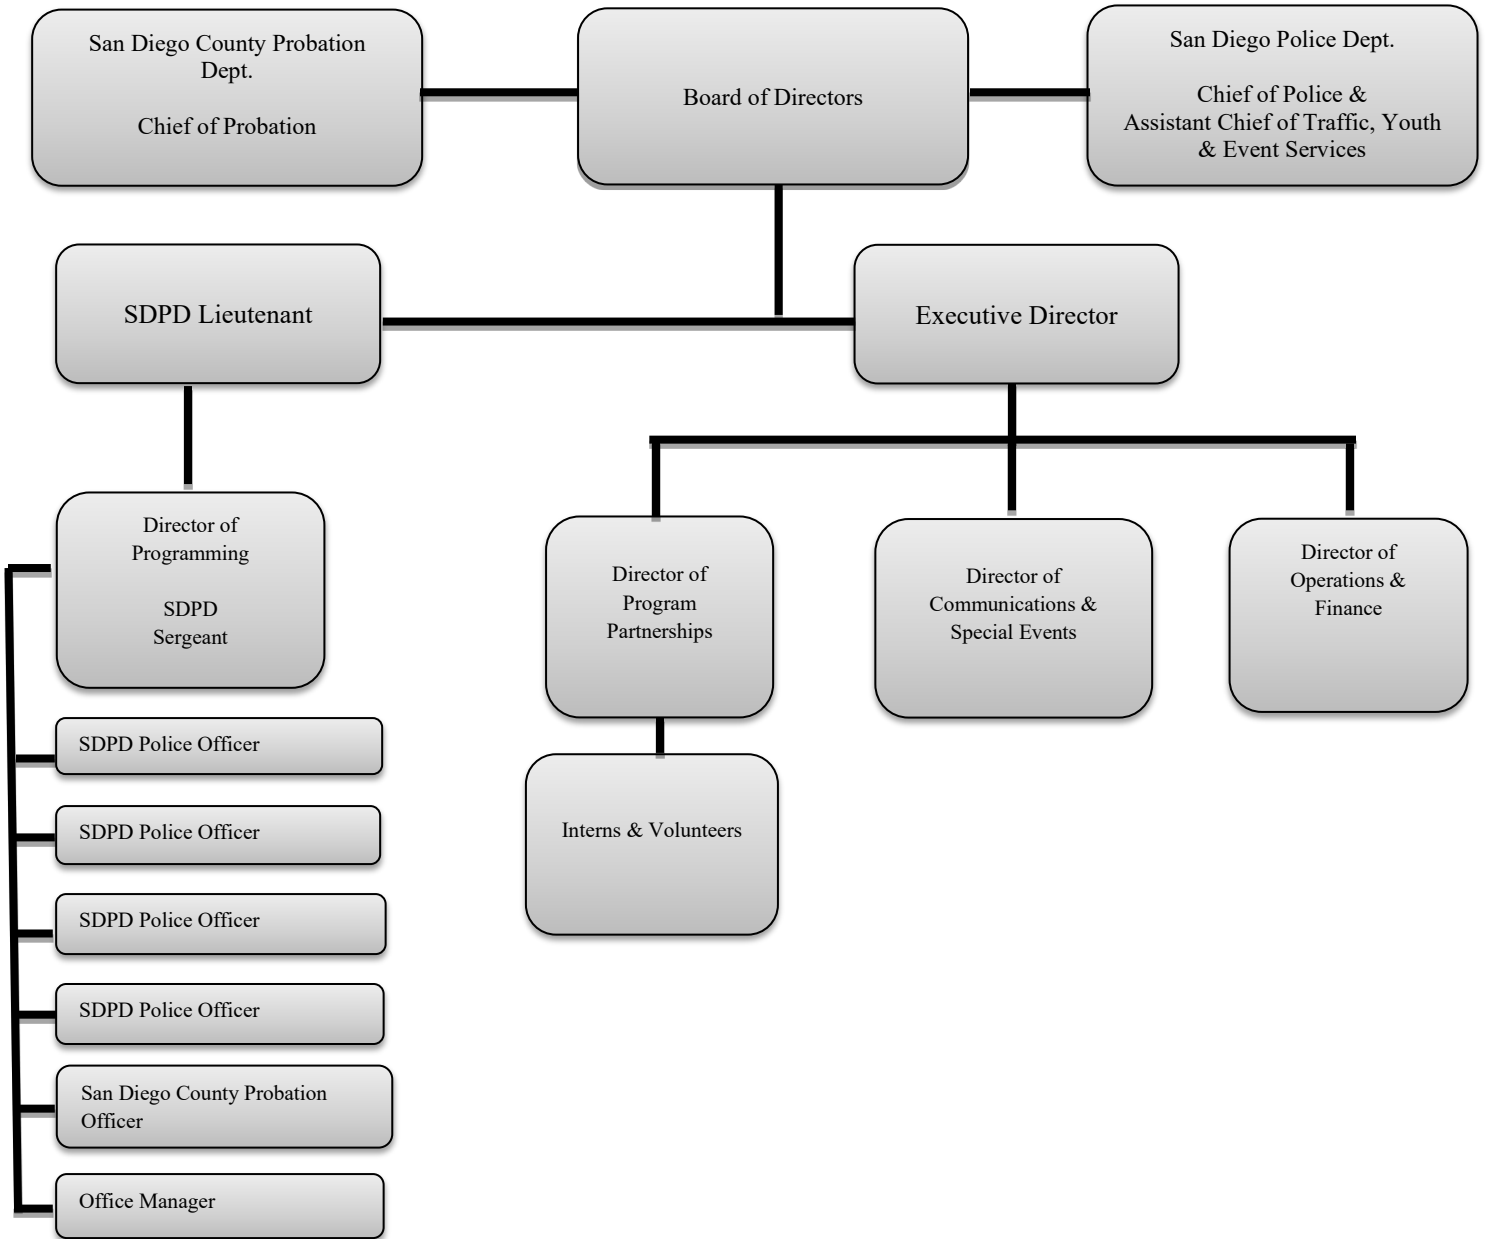 San Diego County Probation
Dept.
Chief of Probation
Board of Directors
San Diego Police Dept.
Chief of Police &
Assistant Chief of Traffic, Youth
& Event Services
SDPD Lieutenant
Executive Director
Director of
Programming
SDPD
Sergeant
Director of
Program
Partnerships
Director of
Communications &
Special Events
Director of
Operations &
Finance
SDPD Police Officer
SDPD Police Officer
SDPD Police Officer
SDPD Police Officer
San Diego County Probation
Officer
Office Manager
Interns & Volunteers